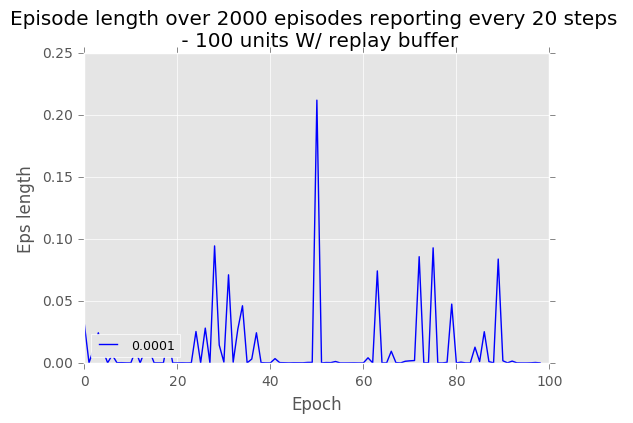 Episode length over 2000 episodes reporting every 20 steps
- 100 units W/ replay buffer
0.25
0.20
0.15
0.10
0.05
0.00
Eps length
0.0001
0 20 40 60 80 100
Epoch